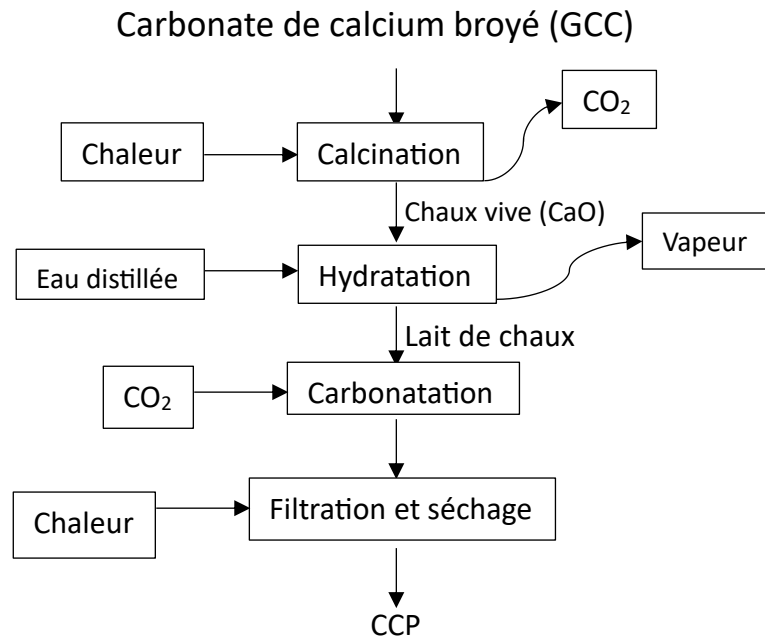 Carbonate de calcium broyé (GCC)
CO₂
Chaleur
Calcination
Chaux vive (CaO)
Vapeur
Eau distillée
Hydratation
Lait de chaux
CO₂
Carbonatation
Chaleur
Filtration et séchage
CCP